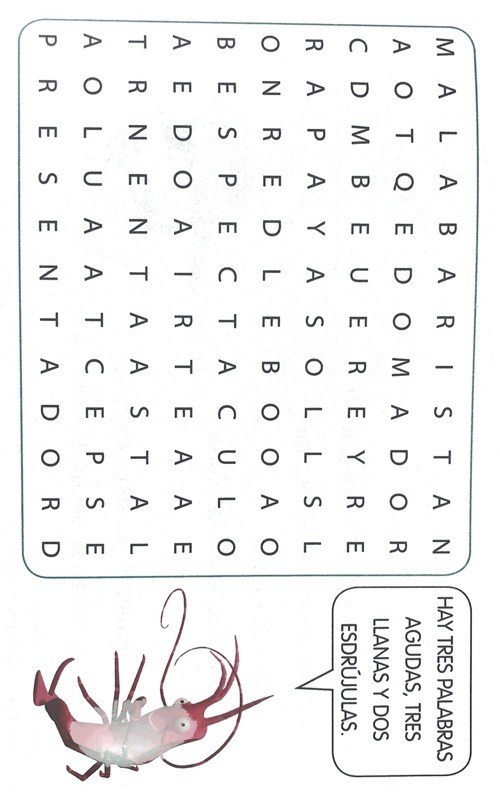 M A L A B A R I S T A N
A O T Q E D O M A D O R
C D M B E U E R E Y R E
R A P A Y A S O L L S L
O N R E D L E B O O A O
B E S P E C T A C U L O
A E D O A I R T E A A E
T R N E N T A A S T A L
A O L U A A T C E P S E
P R E S E N T A D O R D
HAY TRES PALABRAS
AGUDAS, TRES
LLANAS Y DOS
ESDRÚJULAS.